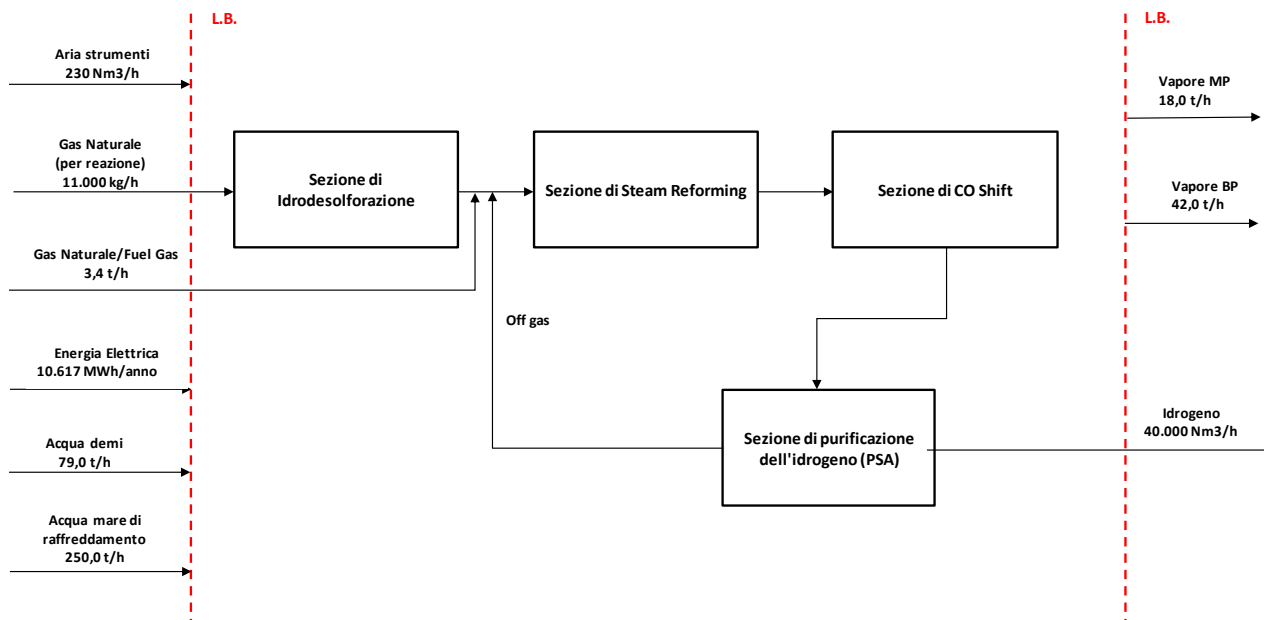 L.B.
L.B.
Aria strumenti
230 Nm3/h
Gas Naturale
(per reazione)
11.000 kg/h
Gas Naturale/Fuel Gas
3,4 t/h
Energia Elettrica
10.617 MWh/anno
Acqua demi
79,0 t/h
Acqua mare di
raffreddamento
250,0 t/h
Sezione di
Idrodesolforazione
Sezione di Steam Reforming
Sezione di CO Shift
Off gas
Sezione di purificazione
dell'idrogeno (PSA)
Vapore MP
18,0 t/h
Vapore BP
42,0 t/h
Idrogeno
40.000 Nm3/h